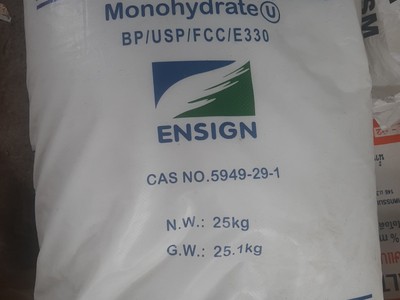 Monohydrate Ⓤ
BP/USP/FCC/E330
ENSIGN
CAS NO.5949-29-1
N.W.: 25kg
G.W.: 25.1kg